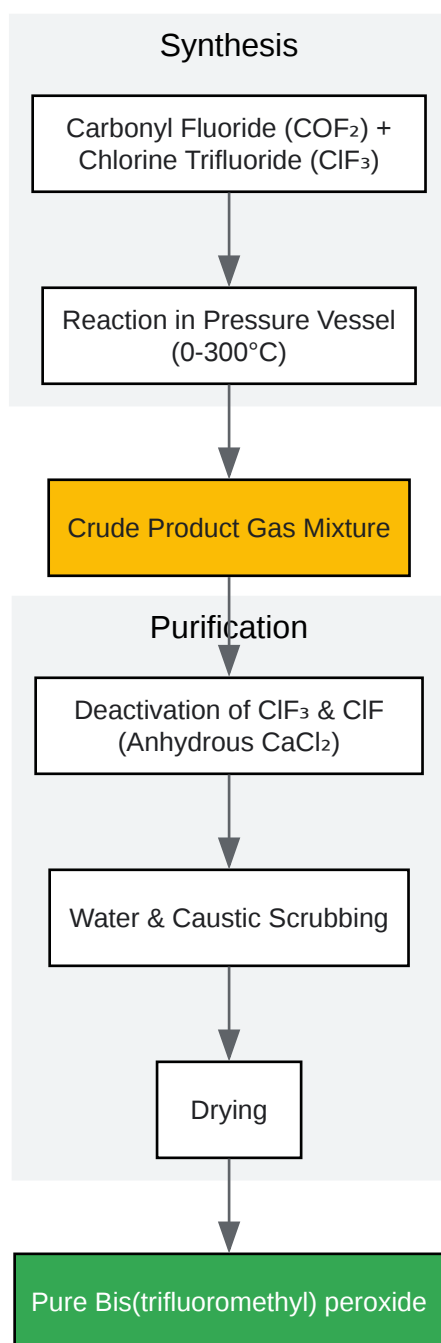 Synthesis
Carbonyl Fluoride (COF₂) +
Chlorine Trifluoride (ClF₃)
Reaction in Pressure Vessel
(0-300°C)
Crude Product Gas Mixture
Purification
Deactivation of ClF₃ & ClF
(Anhydrous CaCl₂)
Water & Caustic Scrubbing
Drying
Pure Bis(trifluoromethyl) peroxide